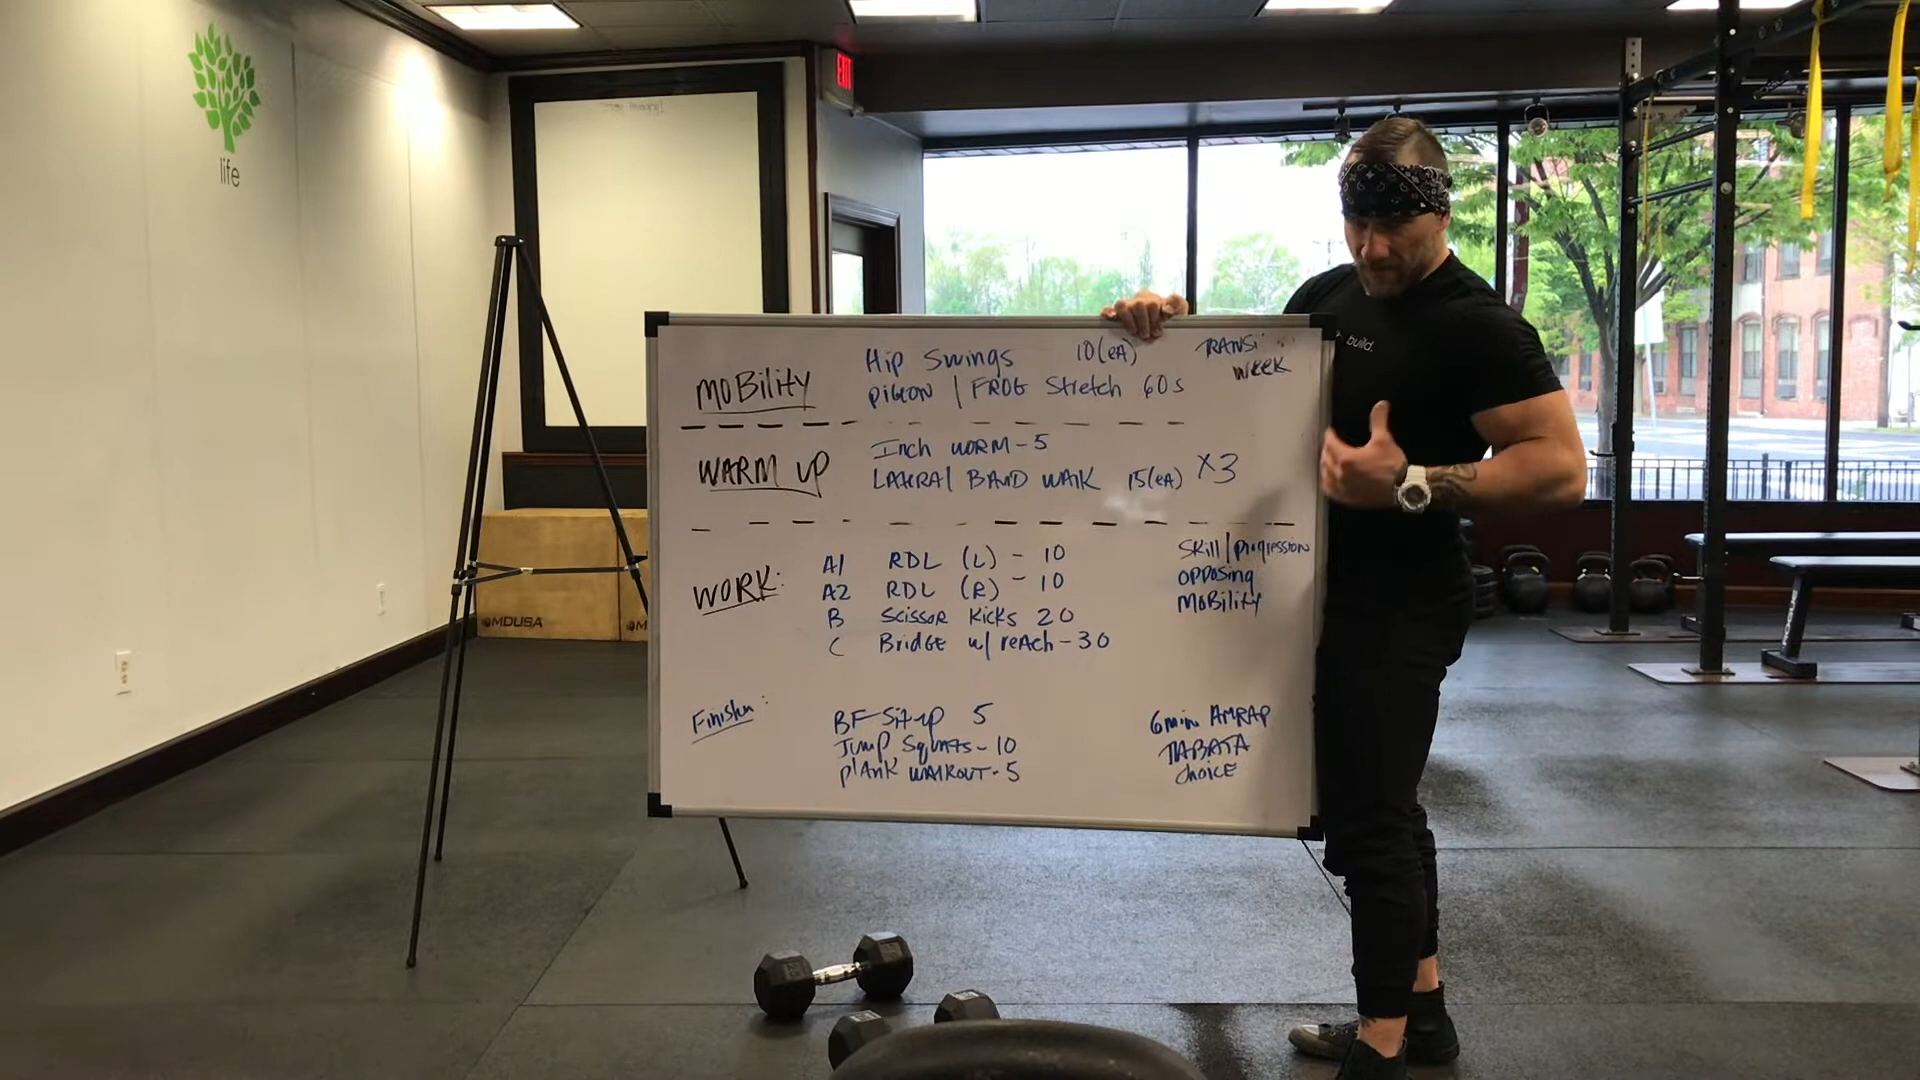 life
EXIT
build.
Hip Swings 10(eA)
MOBility
PIGEON / FROG Stretch 60s
TRANSi
WEEK
WARM UP
Inch WORM - 5
LATERAL BAND WALK 15(eA)
X3
WORK:
A1 RDL (L) - 10
A2 RDL (R) - 10
B Scissor Kicks 20
C BridGE w/ reAch - 30
Skill/progression
opposing
MoBility
Finisher:
BF Sit-up 5
Jump Squats - 10
plank WALKOUT - 5
6min AMRAP
TABATA
choice
MDUSA